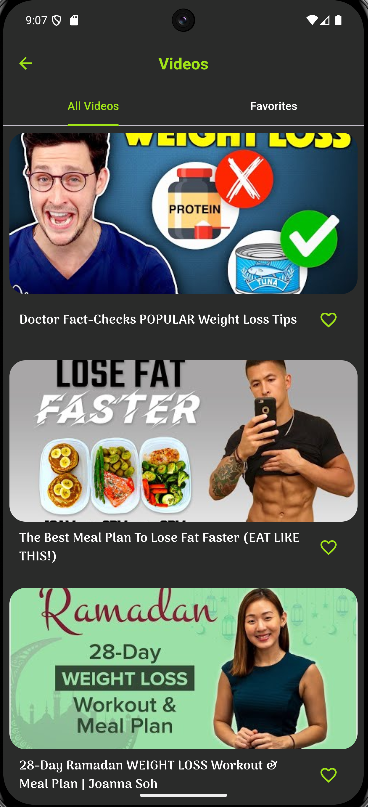 9:07
Videos
All Videos
Favorites
WEIGHT LOSS
PROTEIN
TUNA
Doctor Fact-Checks POPULAR Weight Loss Tips
LOSE FAT
FASTER
The Best Meal Plan To Lose Fat Faster (EAT LIKE
THIS!)
Ramadan
28-Day
WEIGHT LOSS
Workout &
Meal Plan
28-Day Ramadan WEIGHT LOSS Workout &
Meal Plan | Joanna Soh